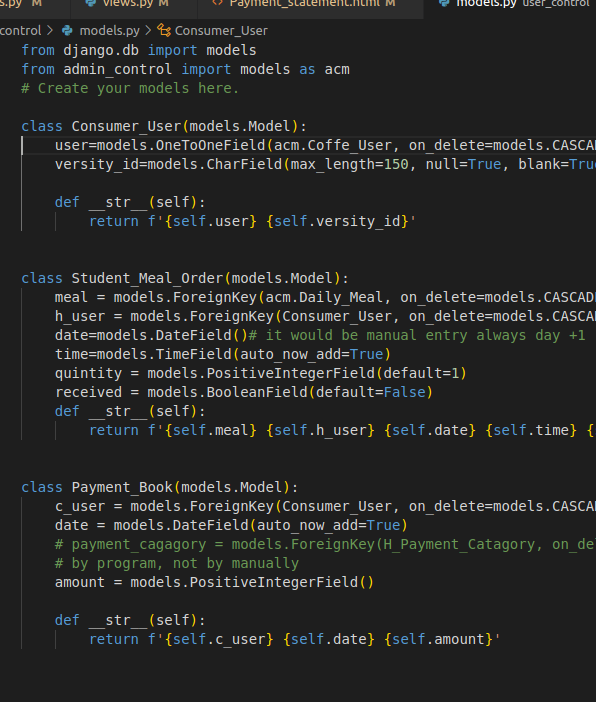 s.py M views.py M <> Payment_statement.html M models.py user_control
control > models.py > Consumer_User
from django.db import models
from admin_control import models as acm
# Create your models here.
class Consumer_User(models.Model):
user=models.OneToOneField(acm.Coffe_User, on_delete=models.CASCAD
versity_id=models.CharField(max_length=150, null=True, blank=Tru
def __str__(self):
return f'{self.user} {self.versity_id}'
class Student_Meal_Order(models.Model):
meal = models.ForeignKey(acm.Daily_Meal, on_delete=models.CASCAD
h_user = models.ForeignKey(Consumer_User, on_delete=models.CASCA
date=models.DateField()# it would be manual entry always day +1
time=models.TimeField(auto_now_add=True)
quintity = models.PositiveIntegerField(default=1)
received = models.BooleanField(default=False)
def __str__(self):
return f'{self.meal} {self.h_user} {self.date} {self.time} {
class Payment_Book(models.Model):
c_user = models.ForeignKey(Consumer_User, on_delete=models.CASCA
date = models.DateField(auto_now_add=True)
# payment_cagagory = models.ForeignKey(H_Payment_Catagory, on_del
# by program, not by manually
amount = models.PositiveIntegerField()
def __str__(self):
return f'{self.c_user} {self.date} {self.amount}'